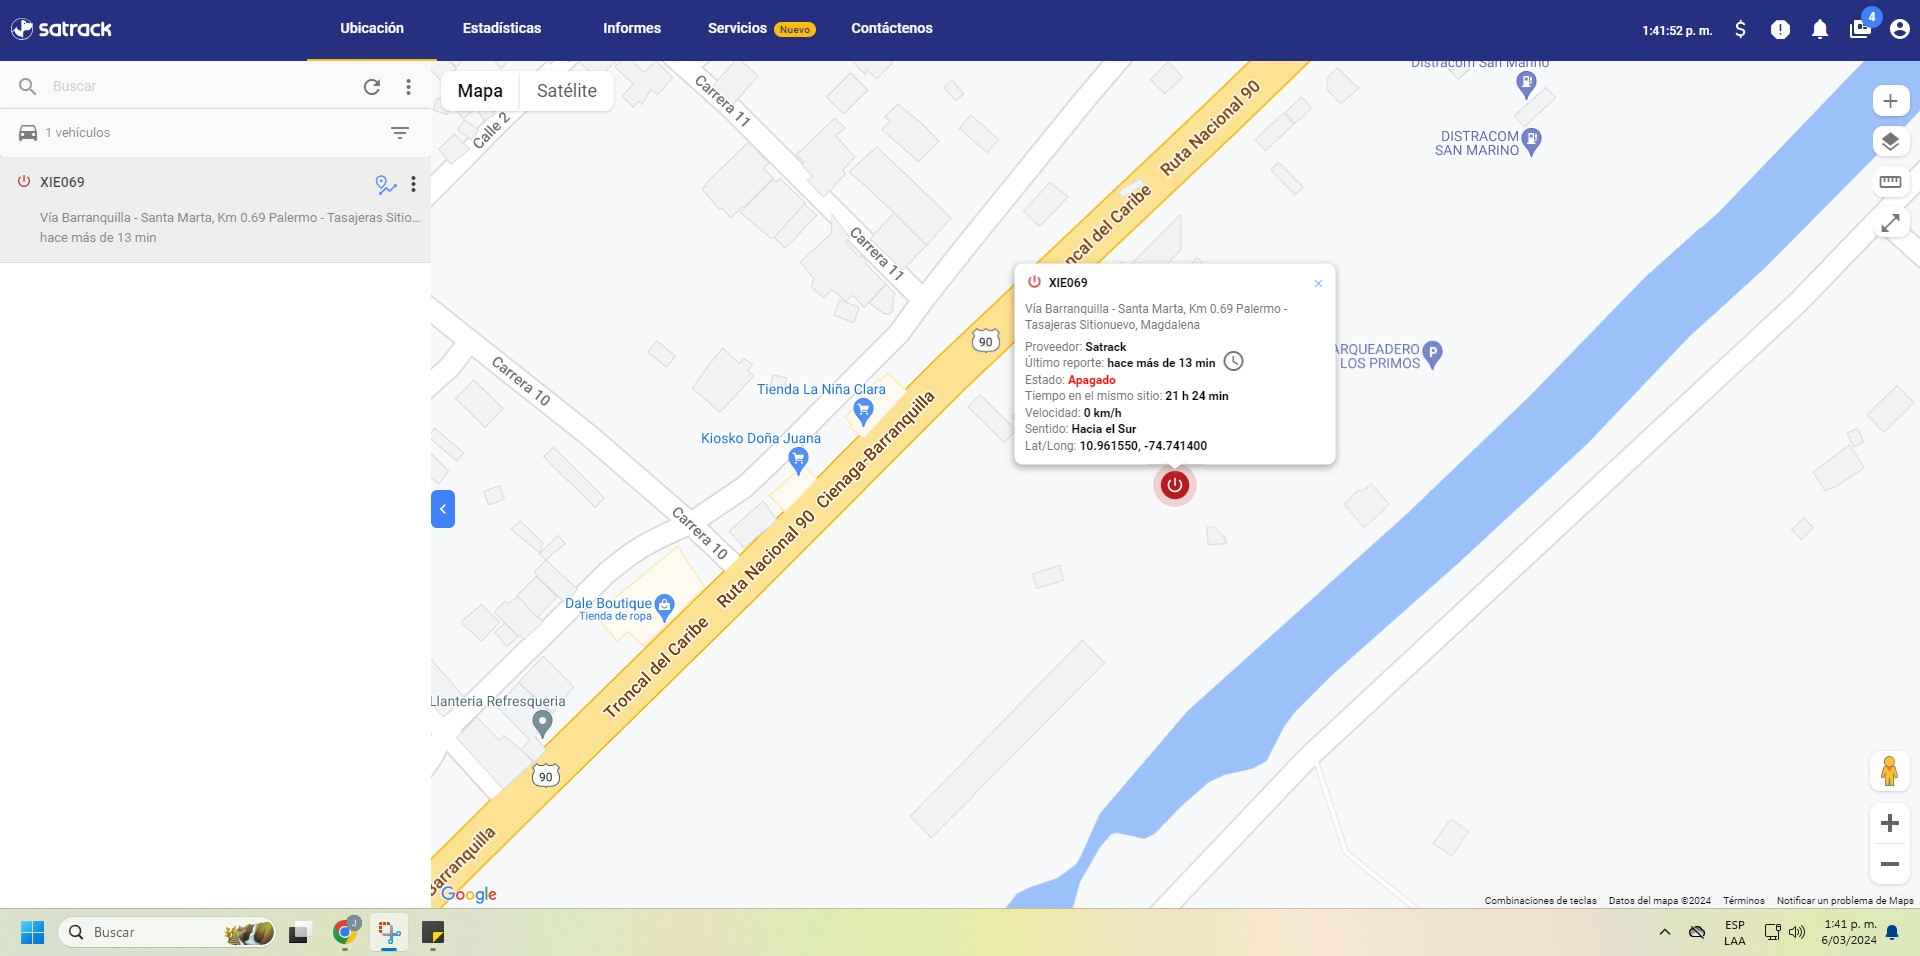 satrack
Ubicación
Estadísticas
Informes
Servicios Nuevo
Contáctenos
1:41:52 p. m.
4
Buscar
1 vehículos
XIE069
Vía Barranquilla - Santa Marta, Km 0.69 Palermo - Tasajeras Sitio...
hace más de 13 min
Mapa
Satélite
Calle 2
Carrera 11
Carrera 11
Ruta Nacional 90
Troncal del Caribe
Distracom San Marino
DISTRACOM
SAN MARINO
XIE069
Vía Barranquilla - Santa Marta, Km 0.69 Palermo -
Tasajeras Sitionuevo, Magdalena
Proveedor: Satrack
Último reporte: hace más de 13 min
Estado: Apagado
Tiempo en el mismo sitio: 21 h 24 min
Velocidad: 0 km/h
Sentido: Hacia el Sur
Lat/Long: 10.961550, -74.741400
90
ARQUEADERO
LOS PRIMOS
P
Carrera 10
Tienda La Niña Clara
Kiosko Doña Juana
Cienaga-Barranquilla
Carrera 10
Ruta Nacional 90
Dale Boutique
Tienda de ropa
Troncal del Caribe
Llanteria Refresqueria
90
Barranquilla
Google
Combinaciones de teclas
Datos del mapa ©2024
Términos
Notificar un problema de Maps
Buscar
J
ESP
LAA
1:41 p. m.
6/03/2024